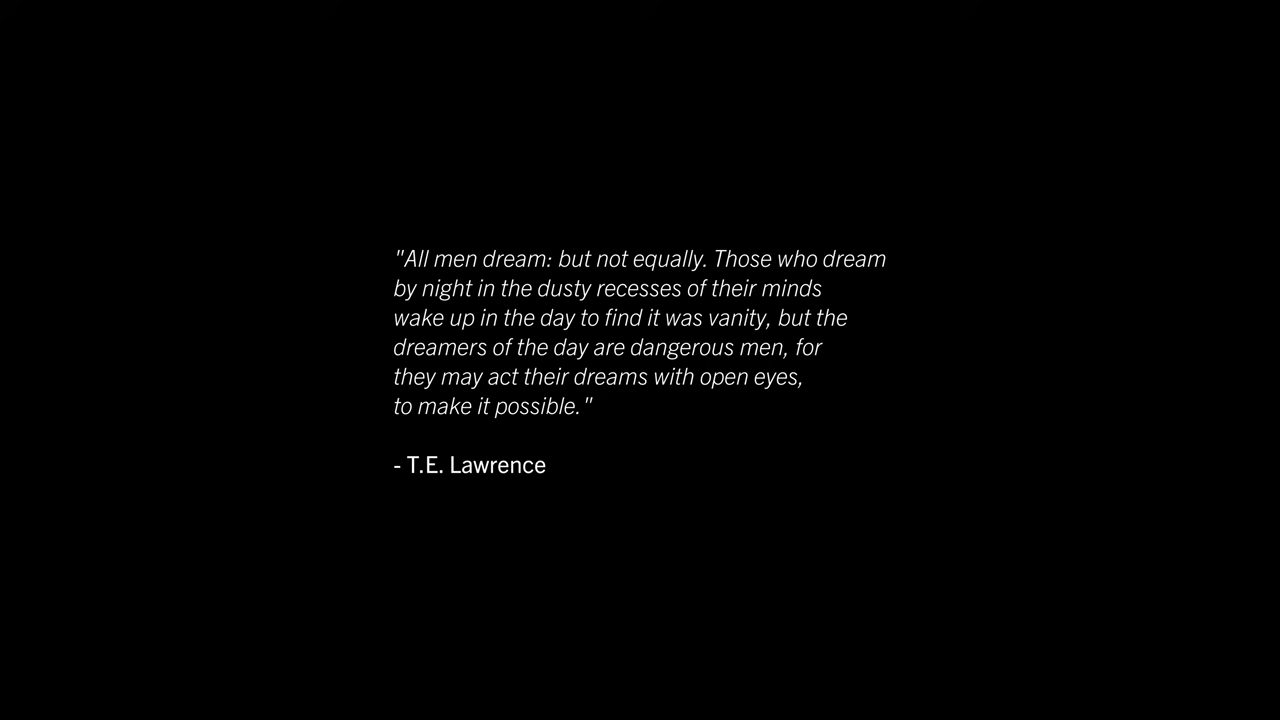 "All men dream: but not equally. Those who dream
by night in the dusty recesses of their minds
wake up in the day to find it was vanity, but the
dreamers of the day are dangerous men, for
they may act their dreams with open eyes,
to make it possible."
- T.E. Lawrence